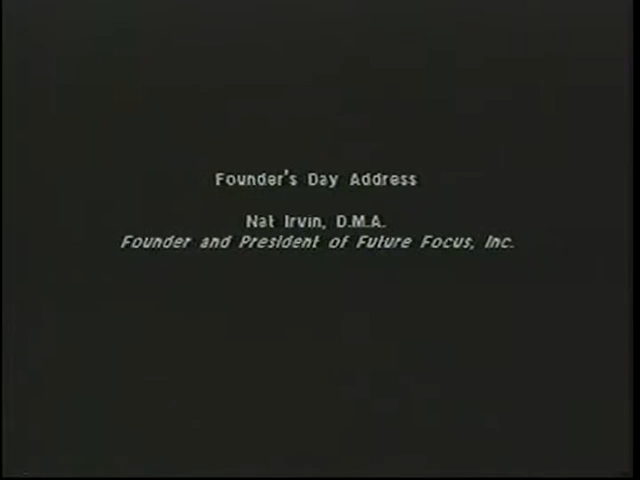 Founder's Day Address
Nat Irvin, D.M.A.
Founder and President of Future Focus, Inc.